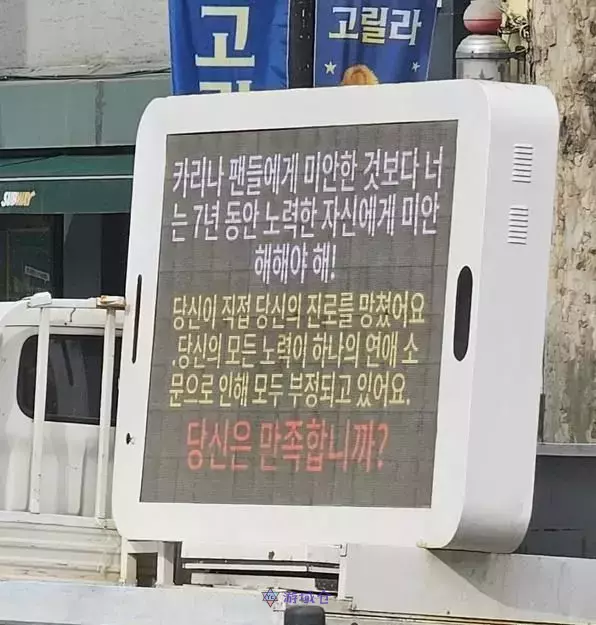 고
고릴라
SUBWAY
카리나 팬들에게 미안한 것보다 너
는 7년 동안 노력한 자신에게 미안
해해야 해!
당신이 직접 당신의 진로를 망쳤어요
.당신의 모든 노력이 하나의 연애 소
문으로 인해 모두 부정되고 있어요.
당신은 만족합니까?
游戏仓